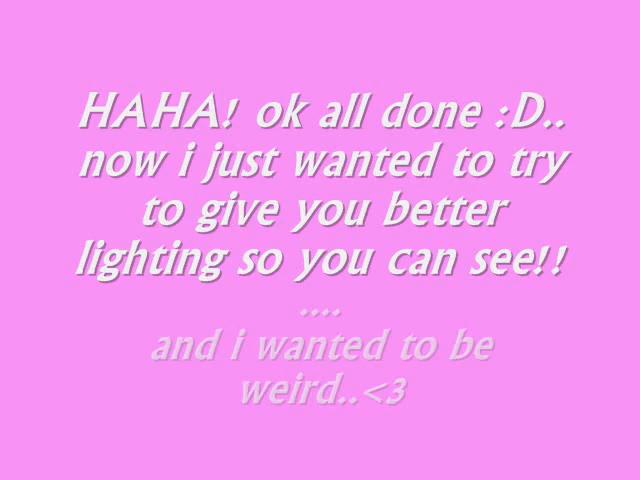 HAHA! ok all done :D..
now i just wanted to try
to give you better
lighting so you can see!!
....
and i wanted to be
weird..<3